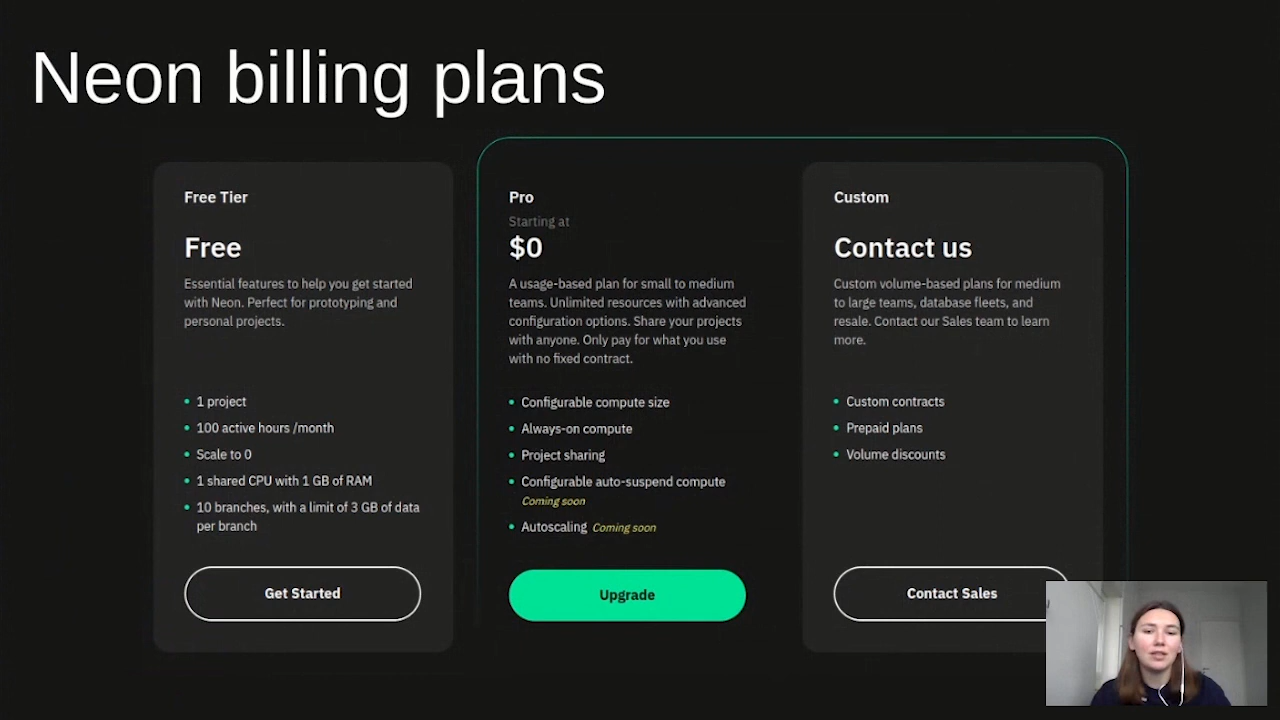 Neon billing plans
Free Tier
Free
Essential features to help you get started
with Neon. Perfect for prototyping and
personal projects.
1 project
100 active hours /month
Scale to 0
1 shared CPU with 1 GB of RAM
10 branches, with a limit of 3 GB of data
per branch
Get Started
Pro
Starting at
$0
A usage-based plan for small to medium
teams. Unlimited resources with advanced
configuration options. Share your projects
with anyone. Only pay for what you use
with no fixed contract.
Configurable compute size
Always-on compute
Project sharing
Configurable auto-suspend compute
Coming soon
Autoscaling Coming soon
Upgrade
Custom
Contact us
Custom volume-based plans for medium
to large teams, database fleets, and
resale. Contact our Sales team to learn
more.
Custom contracts
Prepaid plans
Volume discounts
Contact Sales